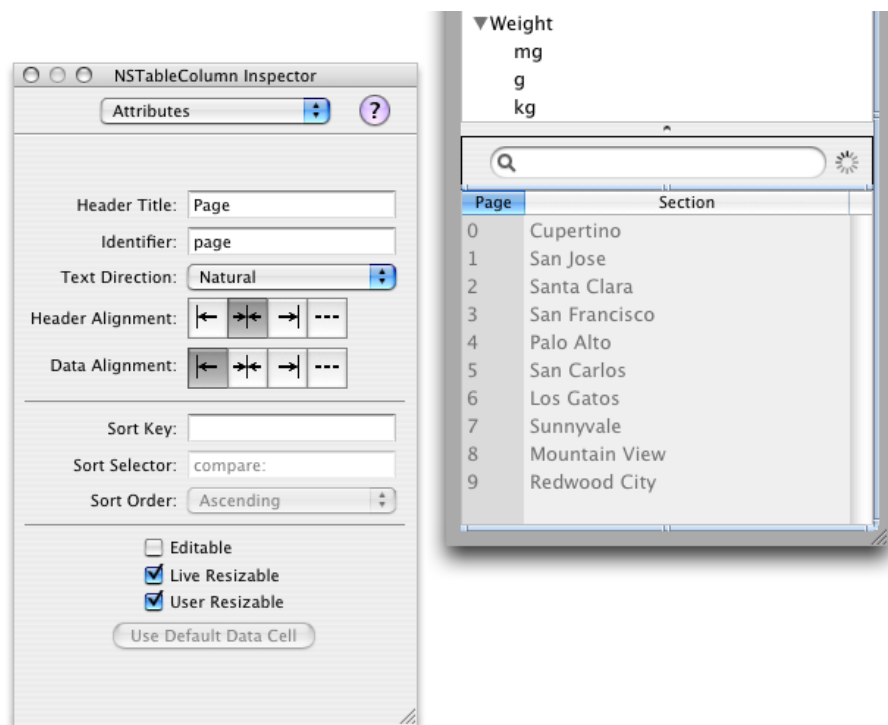 NSTableColumn Inspector
Attributes
?
Header Title: Page
Identifier: page
Text Direction: Natural
Header Alignment:
Data Alignment:
Sort Key:
Sort Selector: compare:
Sort Order: Ascending
Editable
Live Resizable
User Resizable
Use Default Data Cell
Weight
mg
g
kg
Page Section
0 Cupertino
1 San Jose
2 Santa Clara
3 San Francisco
4 Palo Alto
5 San Carlos
6 Los Gatos
7 Sunnyvale
8 Mountain View
9 Redwood City